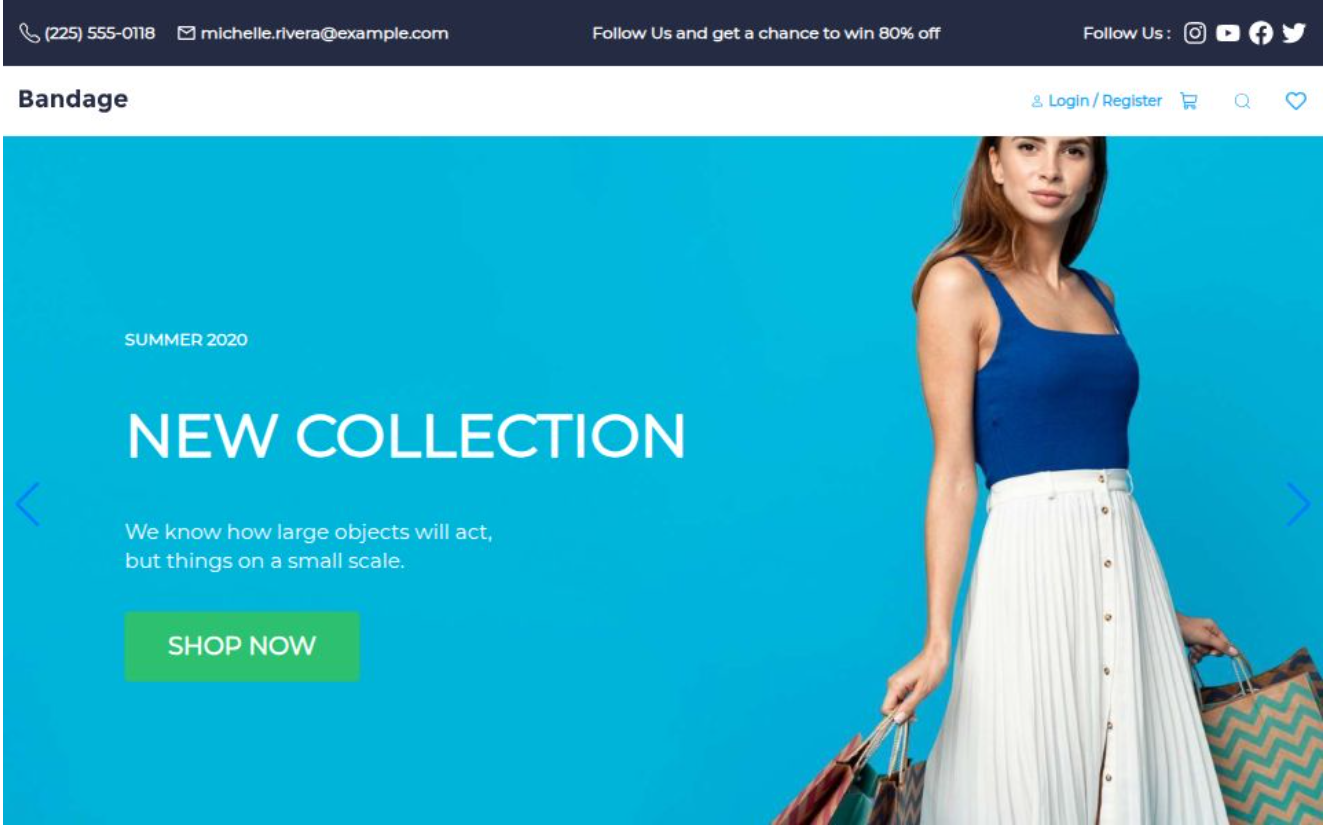 (225) 555-0118 michelle.rivera@example.com Follow Us and get a chance to win 80% off Follow Us :
Bandage Login / Register
SUMMER 2020
NEW COLLECTION
We know how large objects will act,
but things on a small scale.
SHOP NOW